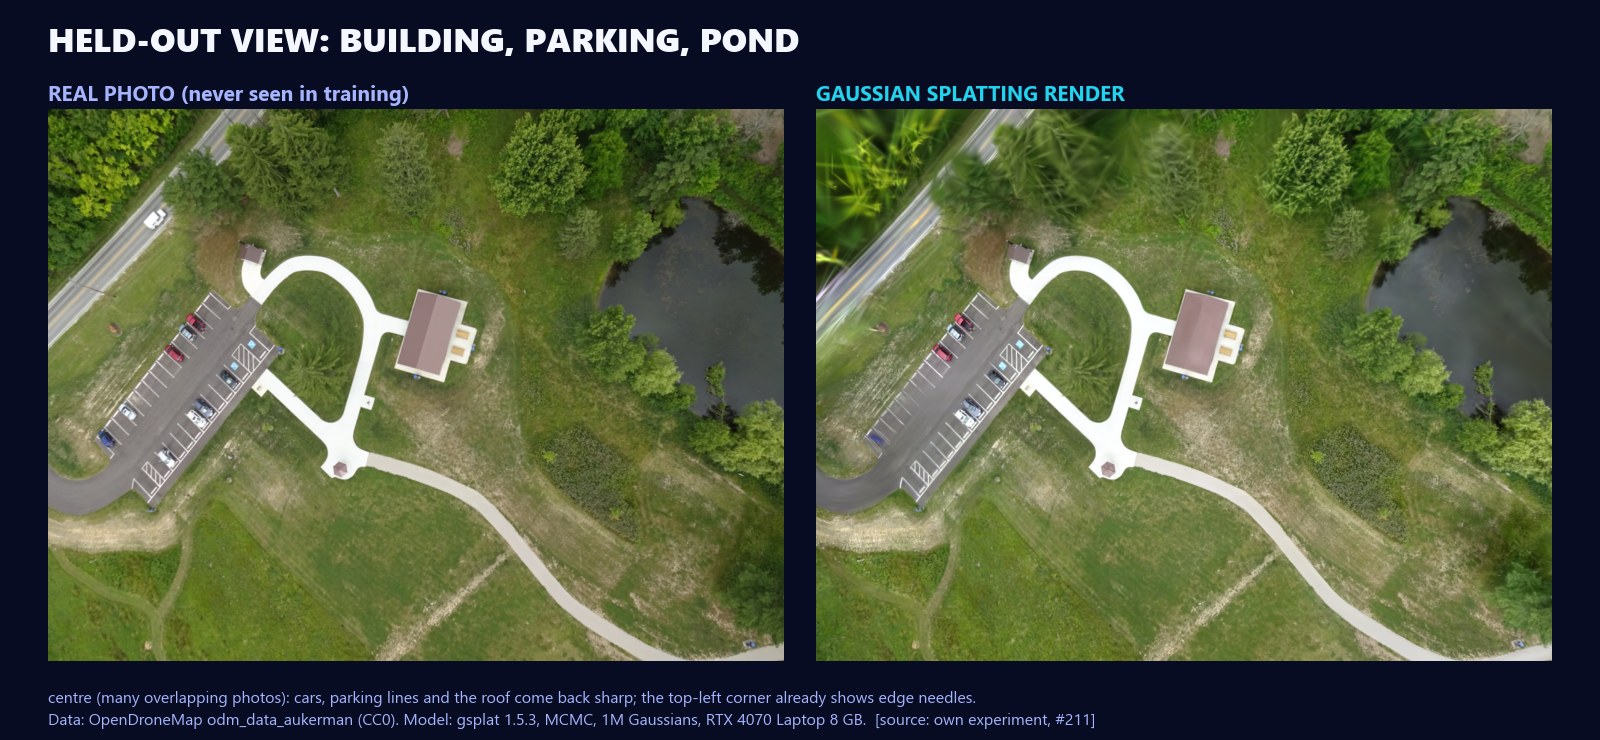 HELD-OUT VIEW: BUILDING, PARKING, POND
REAL PHOTO (never seen in training)
GAUSSIAN SPLATTING RENDER
centre (many overlapping photos): cars, parking lines and the roof come back sharp; the top-left corner already shows edge needles.
Data: OpenDroneMap odm_data_aukerman (CC0). Model: gsplat 1.5.3, MCMC, 1M Gaussians, RTX 4070 Laptop 8 GB.  [source: own experiment, #211]